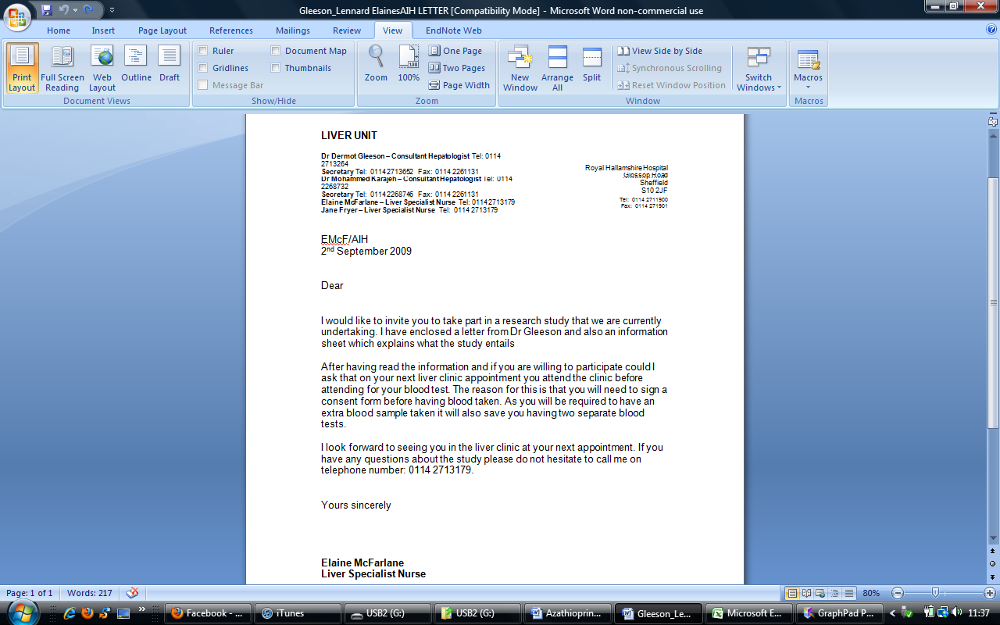 Gleeson_Lennard ElainesAIH LETTER [Compatibility Mode] - Microsoft Word non-commercial use
Home Insert Page Layout References Mailings Review View EndNote Web
Print Layout
Full Screen Reading
Web Layout
Outline
Draft
Document Views
Ruler
Gridlines
Message Bar
Document Map
Thumbnails
Show/Hide
Zoom
100%
One Page
Two Pages
Page Width
Zoom
New Window
Arrange All
Split
View Side by Side
Synchronous Scrolling
Reset Window Position
Window
Switch Windows
Macros
Macros
LIVER UNIT
Dr Dermot Gleeson – Consultant Hepatologist Tel: 0114
2713264
Secretary Tel: 0114 2713652 Fax: 0114 2261131
Dr Mohammed Karajeh – Consultant Hepatologist Tel: 0114
2268732
Secretary Tel: 0114 2268746 Fax: 0114 2261131
Elaine McFarlane – Liver Specialist Nurse Tel: 0114 2713179
Jane Fryer – Liver Specialist Nurse Tel: 0114 2713179
Royal Hallamshire Hospital
Glossop Road
Sheffield
S10 2JF
Tel: 0114 2711900
Fax: 0114 271901
EMcF/AIH
2nd September 2009
Dear
I would like to invite you to take part in a research study that we are currently
undertaking. I have enclosed a letter from Dr Gleeson and also an information
sheet which explains what the study entails
After having read the information and if you are willing to participate could I
ask that on your next liver clinic appointment you attend the clinic before
attending for your blood test. The reason for this is that you will need to sign a
consent form before having blood taken. As you will be required to have an
extra blood sample taken it will also save you having two separate blood
tests.
I look forward to seeing you in the liver clinic at your next appointment. If you
have any questions about the study please do not hesitate to call me on
telephone number: 0114 2713179.
Yours sincerely
Elaine McFarlane
Liver Specialist Nurse
Page: 1 of 1 Words: 217 80%
Facebook - ... iTunes USB2 (G:) USB2 (G:) Azathioprin... Gleeson_Le... Microsoft E... GraphPad P... 11:37